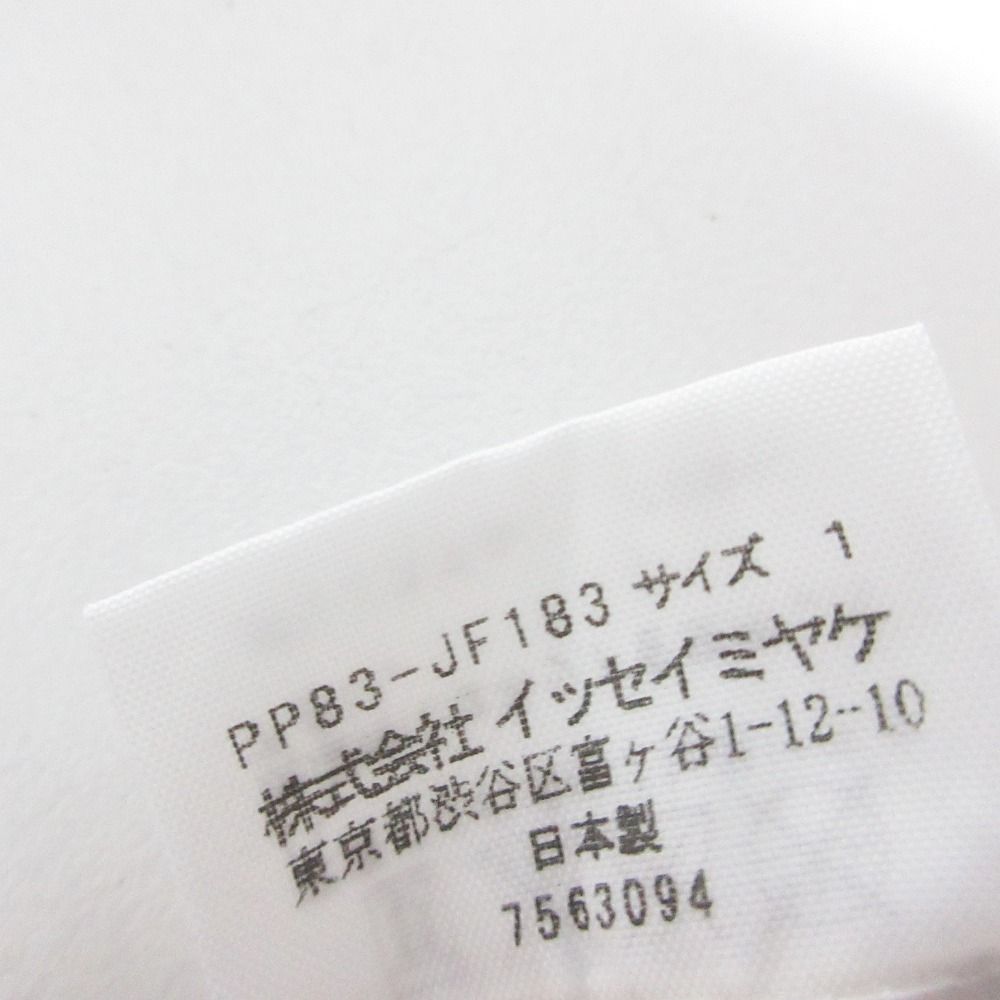 PP83-JF183 サイズ 1
株式会社 イッセイミヤケ
東京都渋谷区富ヶ谷1-12-10
日本製
7563094